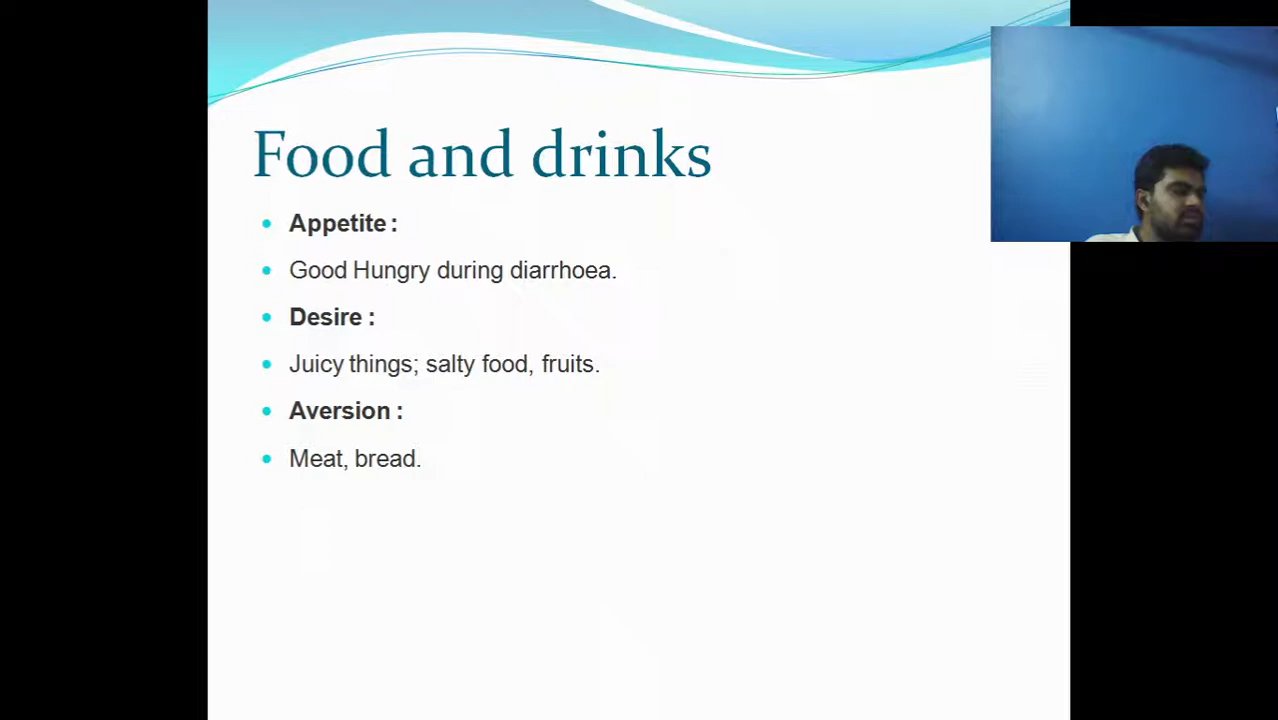 Food and drinks
Appetite :
Good Hungry during diarrhoea.
Desire :
Juicy things; salty food, fruits.
Aversion :
Meat, bread.